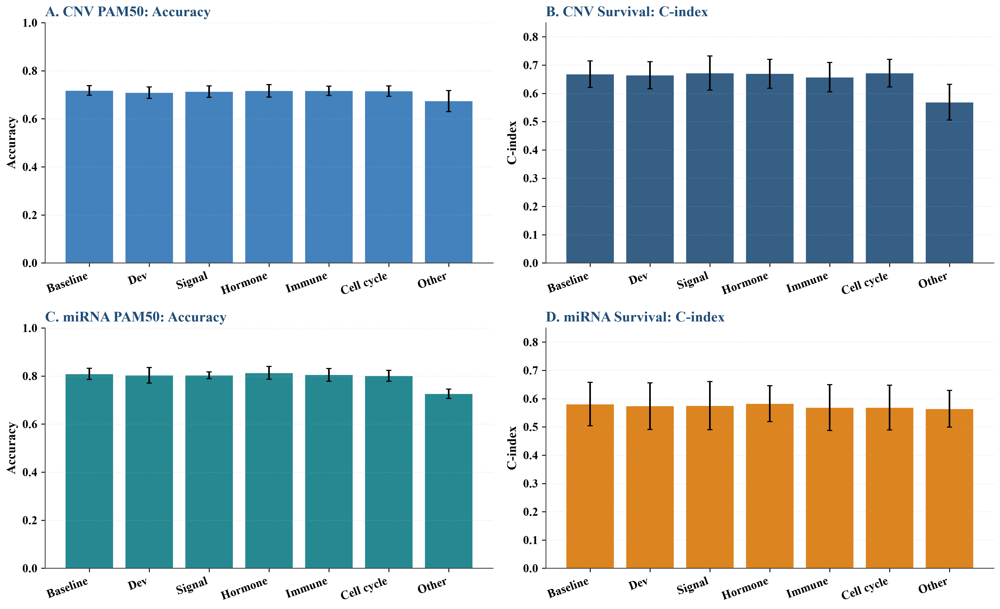 A. CNV PAM50: Accuracy
1.0
0.8
0.6
0.4
0.2
0.0
Accuracy
Baseline
Dev
Signal
Hormone
Immune
Cell cycle
Other
B. CNV Survival: C-index
0.8
0.7
0.6
0.5
0.4
0.3
0.2
0.1
0.0
C-index
Baseline
Dev
Signal
Hormone
Immune
Cell cycle
Other
C. miRNA PAM50: Accuracy
1.0
0.8
0.6
0.4
0.2
0.0
Accuracy
Baseline
Dev
Signal
Hormone
Immune
Cell cycle
Other
D. miRNA Survival: C-index
0.8
0.7
0.6
0.5
0.4
0.3
0.2
0.1
0.0
C-index
Baseline
Dev
Signal
Hormone
Immune
Cell cycle
Other